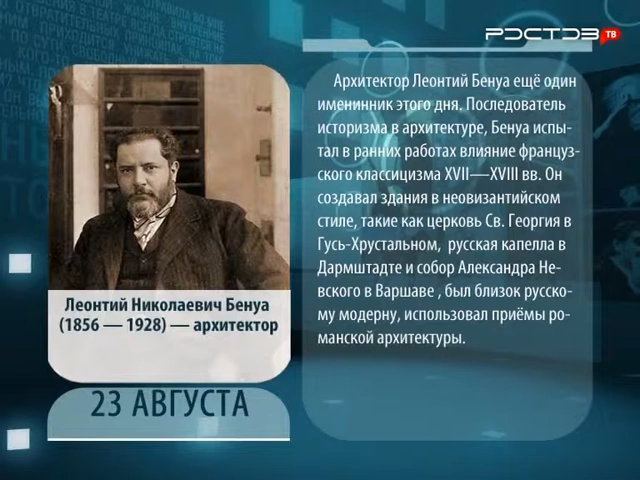 РОСТОВ ТВ
Архитектор Леонтий Бенуа ещё один
именинник этого дня. Последователь
историзма в архитектуре, Бенуа испы-
тал в ранних работах влияние француз-
ского классицизма XVII—XVIII вв. Он
создавал здания в неовизантийском
стиле, такие как церковь Св. Георгия в
Гусь-Хрустальном, русская капелла в
Дармштадте и собор Александра Не-
вского в Варшаве , был близок русско-
му модерну, использовал приёмы ро-
манской архитектуры.
Леонтий Николаевич Бенуа
(1856 — 1928) — архитектор
23 АВГУСТА